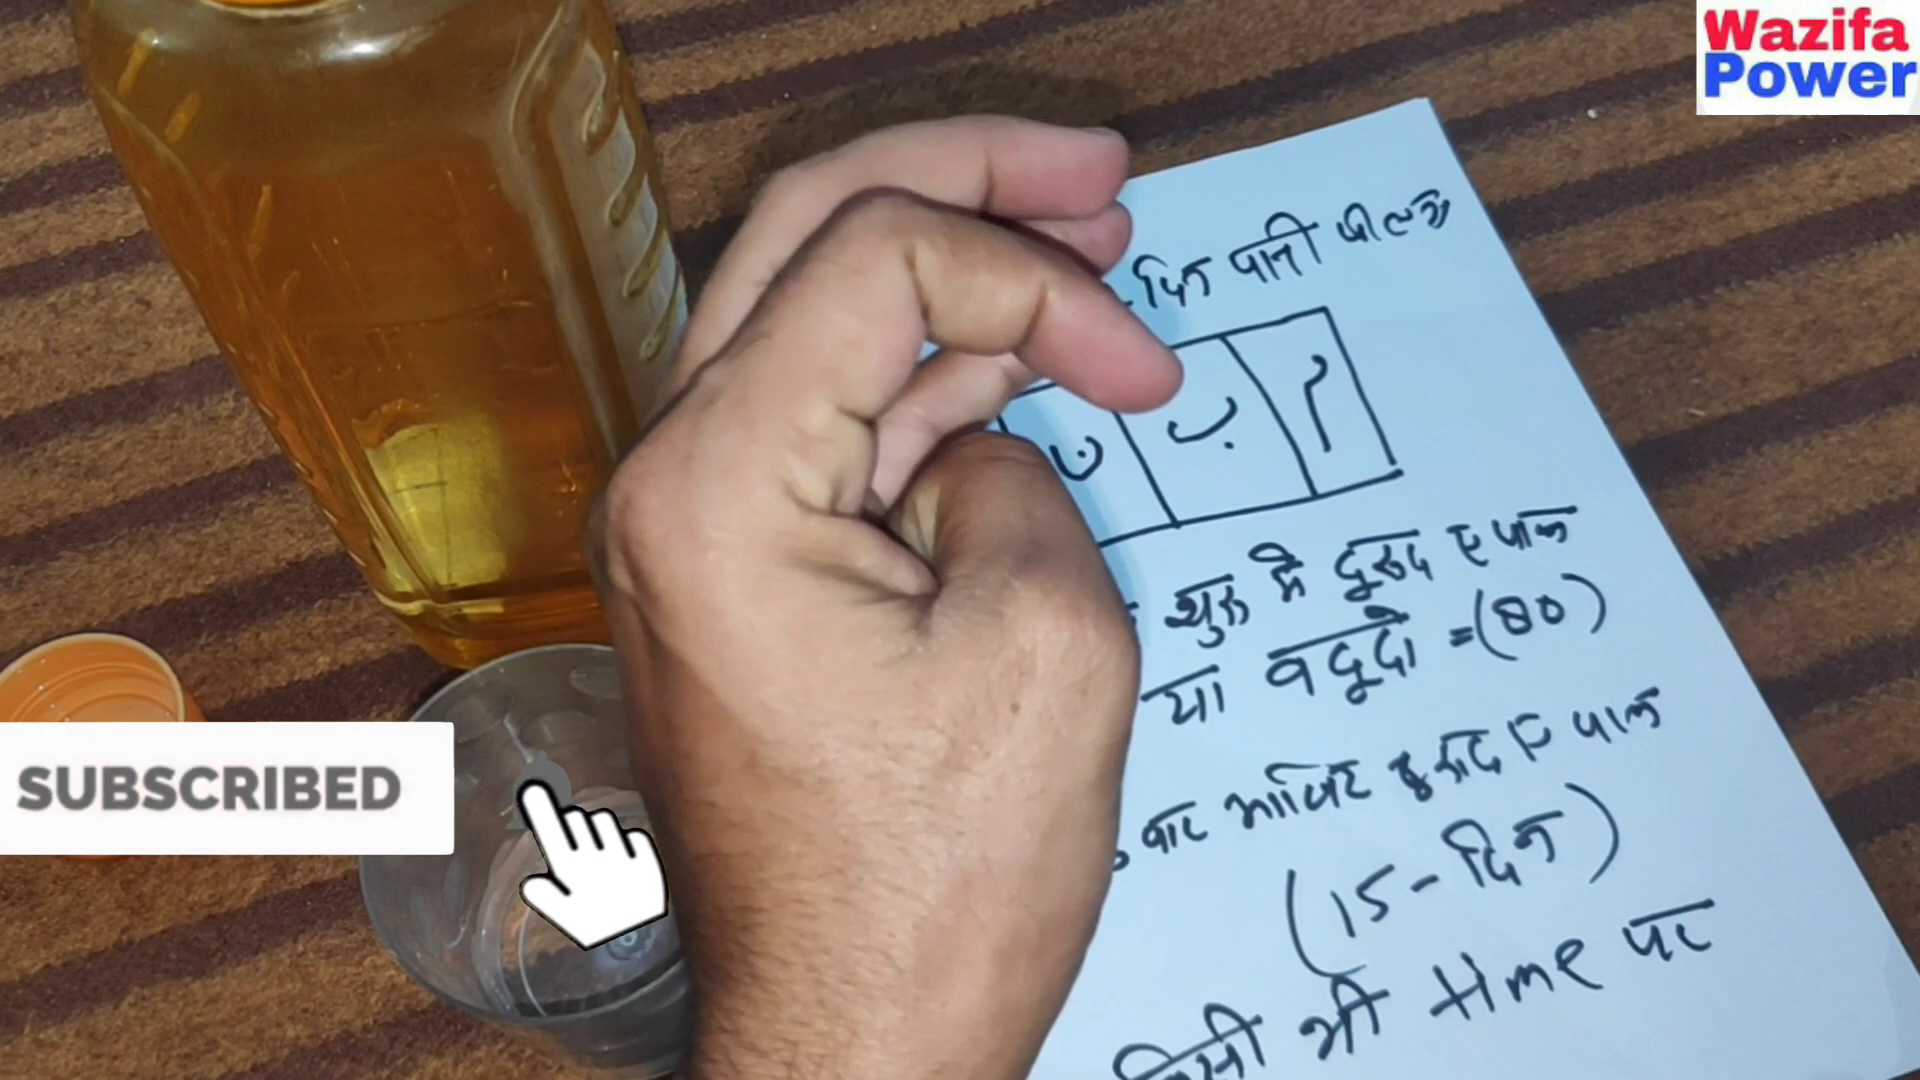 Wazifa
Power
दिन पानी पीलाये
م ب ن
शुरू मे दुरूद ए पाक
या वदूदो =(80)
बाद आखिर दुरूद ए पाक
(15-दिन)
किसी भी time पर
SUBSCRIBED